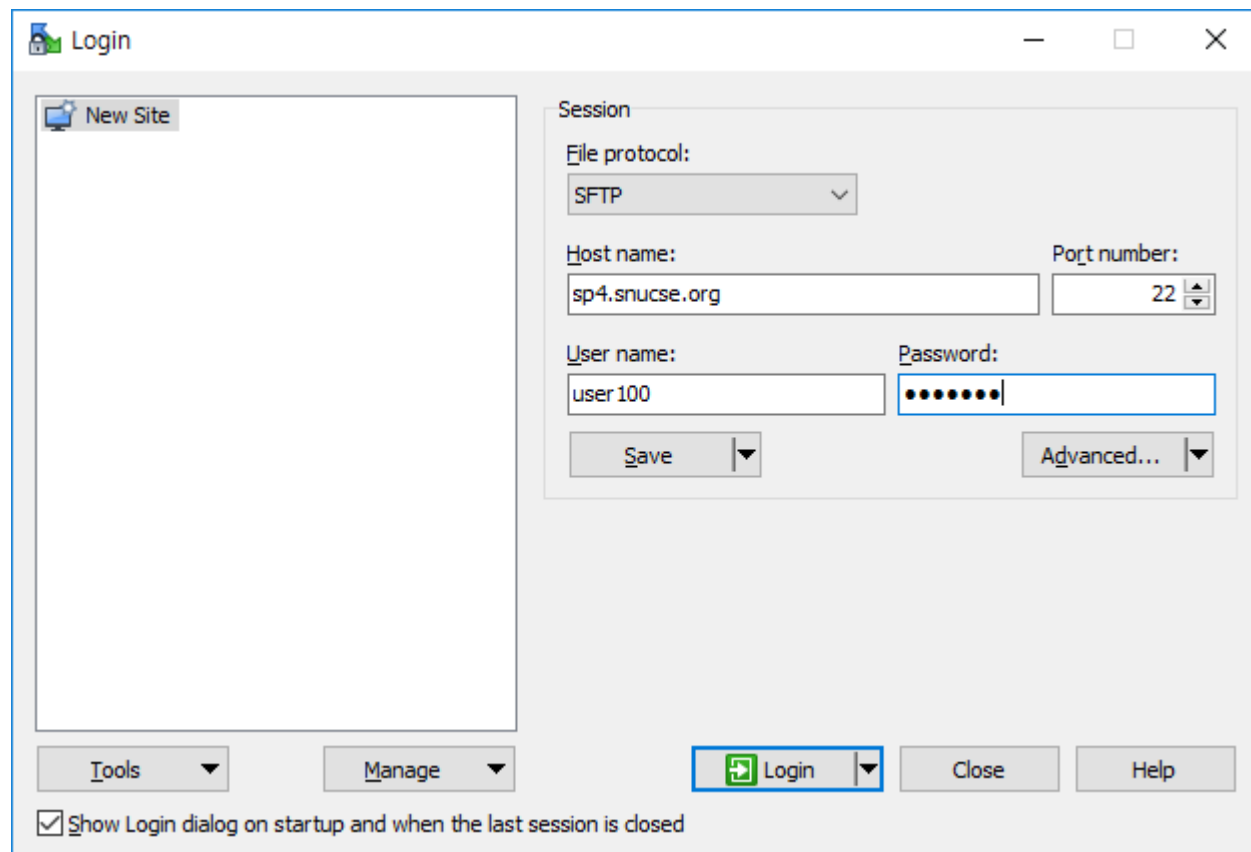 Login
New Site
Session
File protocol:
SFTP
Host name:
Port number:
sp4.snucse.org
22
User name:
Password:
user100
●●●●●●●
Save
Advanced...
Tools
Manage
Login
Close
Help
Show Login dialog on startup and when the last session is closed